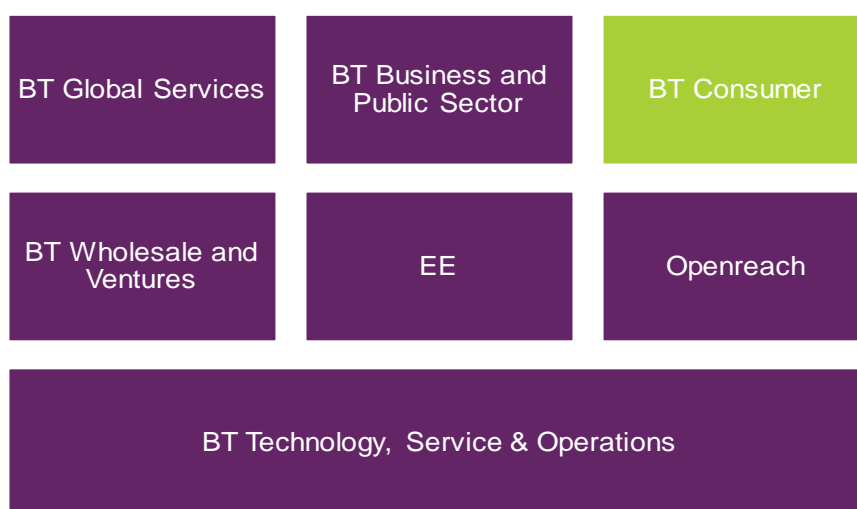 BT Global Services
BT Business and
Public Sector
BT Consumer
BT Wholesale and
Ventures
EE
Openreach
BT Technology, Service & Operations